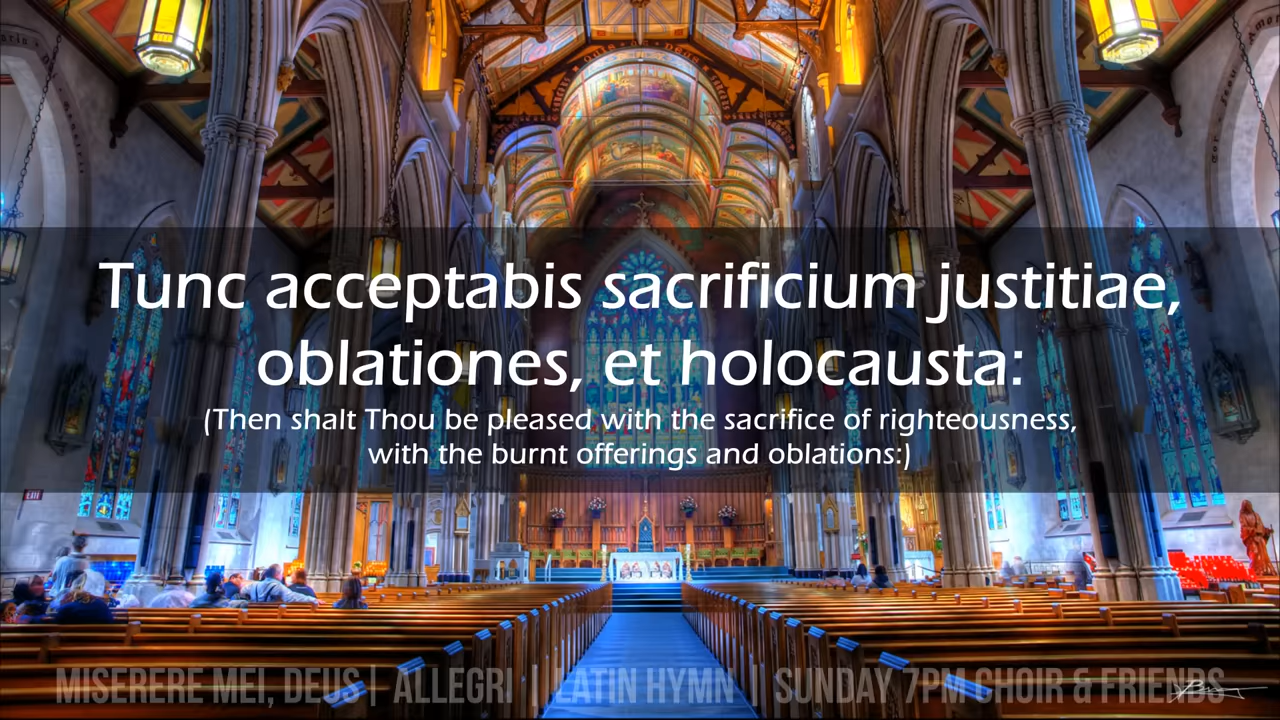 Tunc acceptabis sacrificium justitiae,
oblationes, et holocausta:
(Then shalt Thou be pleased with the sacrifice of righteousness,
with the burnt offerings and oblations:)
EXIT
MISERERE MEI, DEUS | ALLEGRI | LATIN HYMN | SUNDAY 7PM CHOIR & FRIENDS